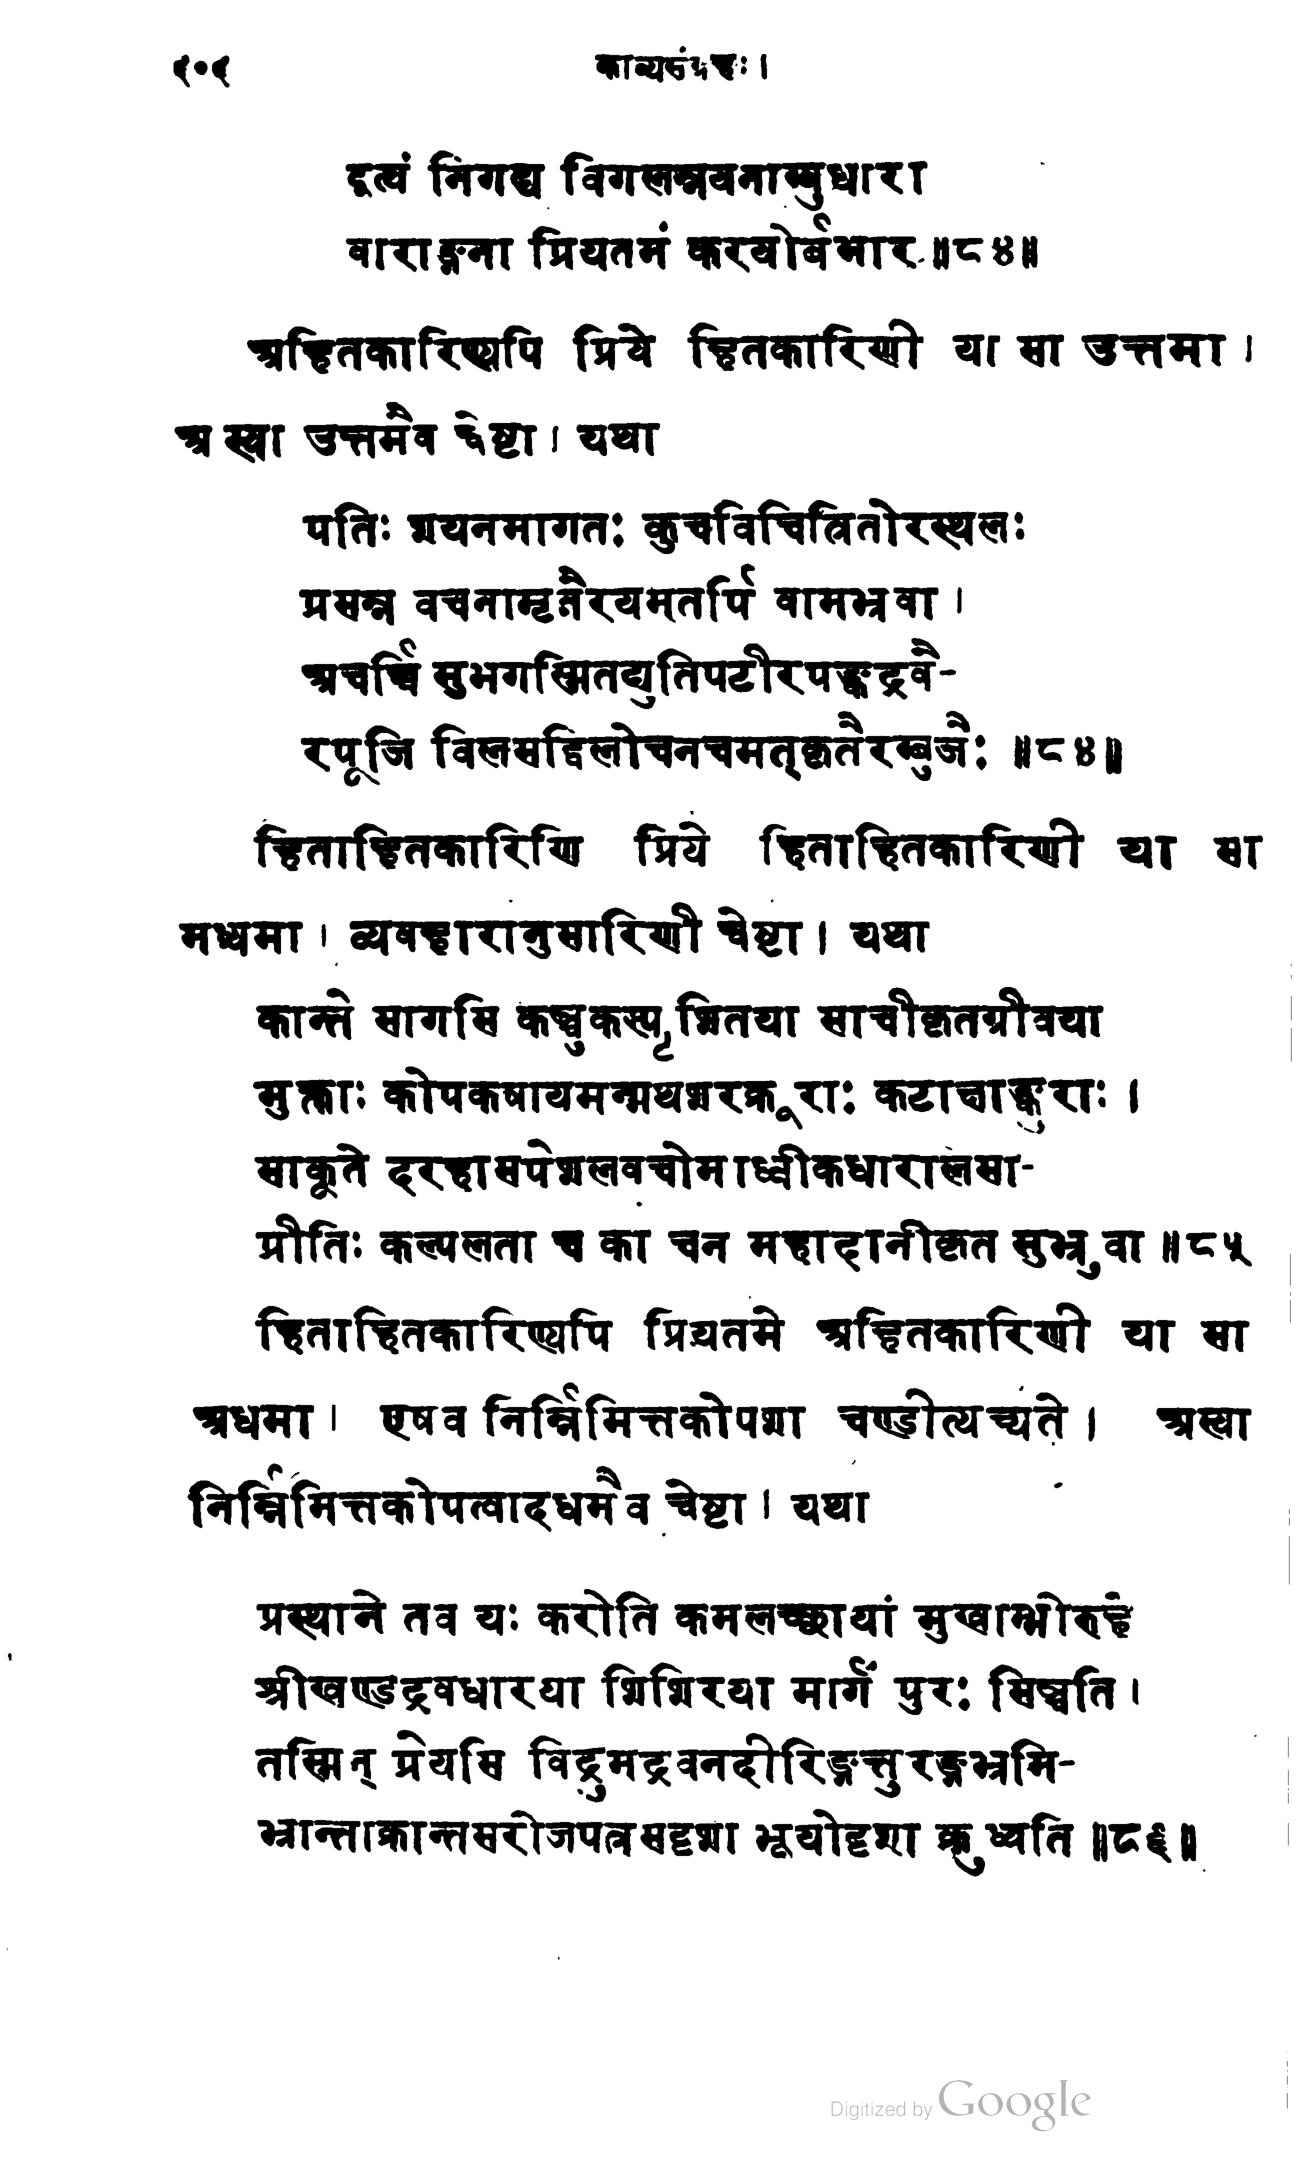 काव्यसंग्रहः ।
इत्यं निगद्य विगलन्नयनाम्बुधारा
वाराङ्गना प्रियतमं करयोर्बभार ॥८४॥
अहितकारिण्यपि प्रिये हितकारिणी या सा उत्तमा ।
अस्या उत्तमैव चेष्टा । यथा
पतिः शयनमागतः कुचविचित्रितोरस्थलः
प्रसन्न वचनामृतैरयमतर्पि वामभ्रवा ।
अचर्च्चि सुभगस्मितद्युतिपटीरपङ्कद्रवै-
रपूजि विलसद्विलोचनचमत्कृतैरम्बुजैः ॥८४॥
हिताहितकारिणि प्रिये हिताहितकारिणी या सा
मध्यमा । व्यवहारानुसारिणी चेष्टा । यथा
कान्ते सागसि कञ्चुकस्पृशितया साचीकृतग्रीवया
मुक्ताः कोपकषायमन्मथशरक्रूराः कटाक्षाङ्कुराः ।
साकूते दरहासपेशलवचोमाध्वीकधारालसा-
प्रीतिः कल्पलता च का चन महादानीकृत सुभ्रुवा ॥८५
हिताहितकारिण्यपि प्रियतमे अहितकारिणी या सा
अधमा । एषव निर्न्निमित्तकोपशा चण्डीत्यच्यते । अस्या
निर्न्निमित्तकोपत्वादधमैव चेष्टा । यथा
प्रस्थाने तव यः करोति कमलच्छायां मुखाम्भोरुहं
श्रीखण्डद्रवधारया शिशिरया मार्गं पुरः सिञ्चति ।
तस्मिन् प्रेयसि विद्रुमद्रवनदीरिङ्गत्तुरङ्गभ्रमि-
भ्रान्ताक्रान्तसरोजपत्रसदृशा भूयोदृशा क्रुध्यति ॥८६॥
Digitized by Google